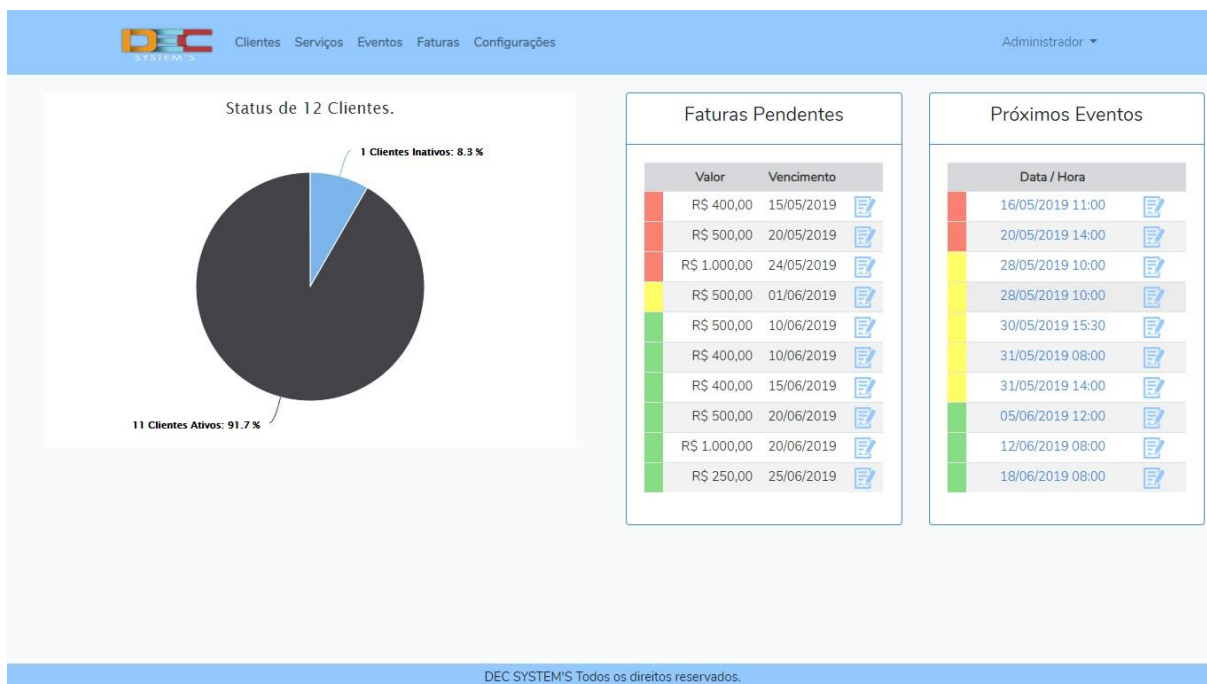 DEC
SYSTEM'S
Clientes Serviços Eventos Faturas Configurações
Administrador
Status de 12 Clientes.
1 Clientes Inativos: 8.3 %
11 Clientes Ativos: 91.7 %
Faturas Pendentes
Valor Vencimento
R$ 400,00 15/05/2019
R$ 500,00 20/05/2019
R$ 1.000,00 24/05/2019
R$ 500,00 01/06/2019
R$ 500,00 10/06/2019
R$ 400,00 10/06/2019
R$ 400,00 15/06/2019
R$ 500,00 20/06/2019
R$ 1.000,00 20/06/2019
R$ 250,00 25/06/2019
Próximos Eventos
Data / Hora
16/05/2019 11:00
20/05/2019 14:00
28/05/2019 10:00
28/05/2019 10:00
30/05/2019 15:30
31/05/2019 08:00
31/05/2019 14:00
05/06/2019 12:00
12/06/2019 08:00
18/06/2019 08:00
DEC SYSTEM'S Todos os direitos reservados.